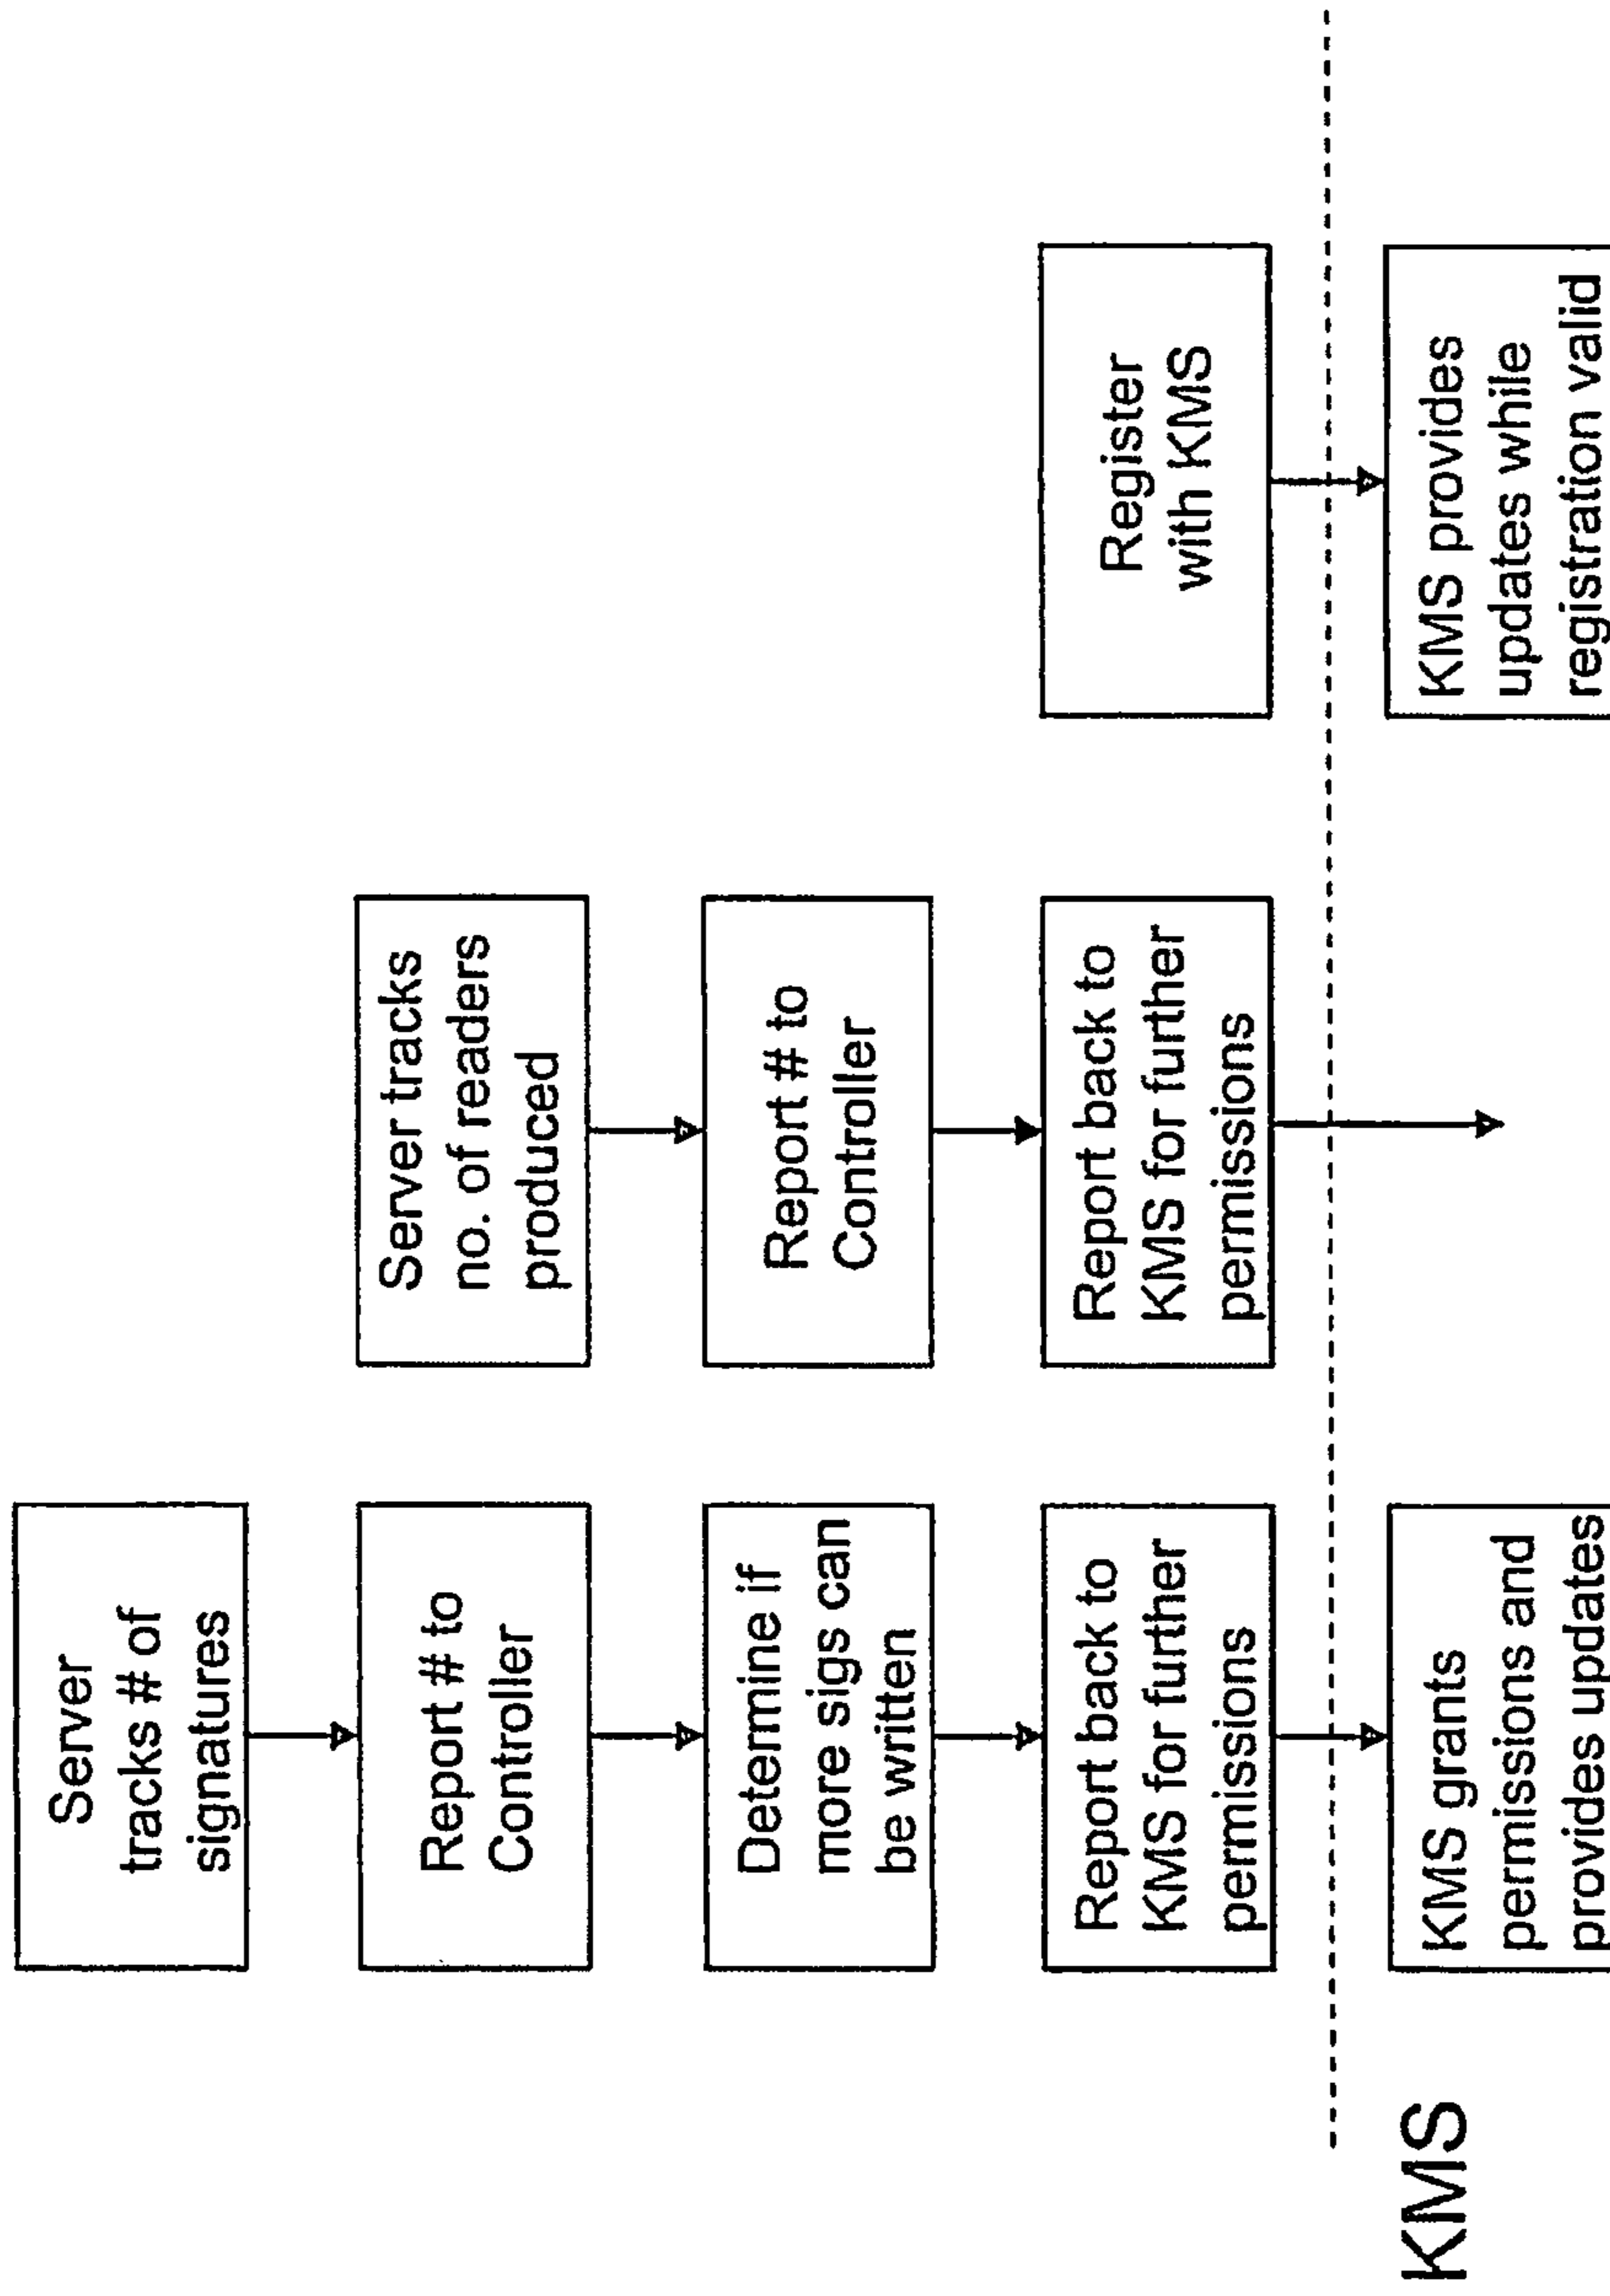 Server
tracks # of
signatures
Report # to
Controller
Determine if
more sigs can
be written
Report back to
KMS for further
permissions
Server tracks
no. of readers
produced
Report # to
Controller
Report back to
KMS for further
permissions
Register
with KMS
KMS
KMS grants
permissions and
provides updates
KMS provides
updates while
registration valid